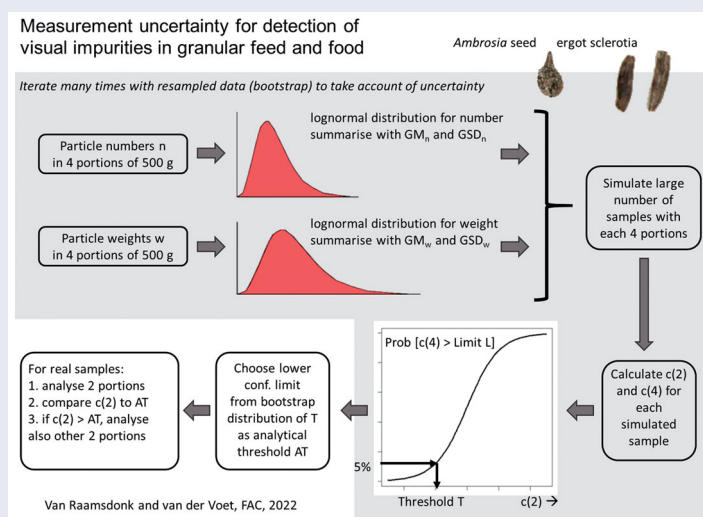 Measurement uncertainty for detection of
visual impurities in granular feed and food
Ambrosia seed
ergot sclerotia
Iterate many times with resampled data (bootstrap) to take account of uncertainty
Particle numbers n
in 4 portions of 500 g
lognormal distribution for number
summarise with GMn and GSDn
Particle weights w
in 4 portions of 500 g
lognormal distribution for weight
summarise with GMw and GSDw
Simulate large
number of
samples with
each 4 portions
Calculate c(2)
and c(4) for
each
simulated
sample
Prob [c(4) > Limit L]
5%
Threshold T
c(2) →
Choose lower
conf. limit
from bootstrap
distribution of T
as analytical
threshold AT
For real samples:
1. analyse 2 portions
2. compare c(2) to AT
3. if c(2) > AT, analyse
also other 2 portions
Van Raamsdonk and van der Voet, FAC, 2022